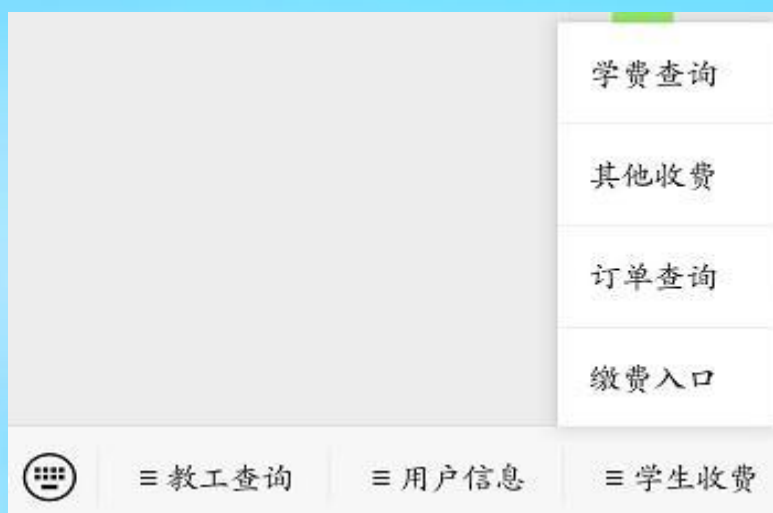 学费查询
其他收费
订单查询
缴费入口
≡ 教工查询 ≡ 用户信息 ≡ 学生收费